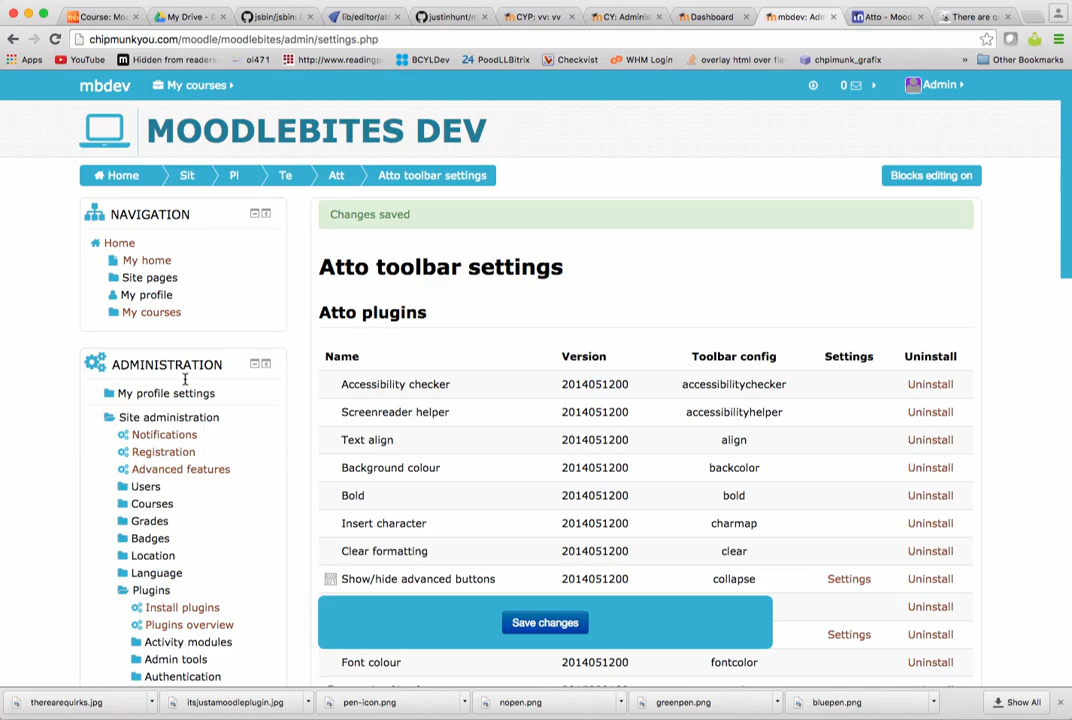 Course: Moo
My Drive - G
jsbin/jsbin:
lib/editor/at
justinhunt/m
CYP: vv: vv
CY: Adminis
Dashboard
mbdev: Adm
Atto - Mood
There are q
chipmunkyou.com/moodle/moodlebites/admin/settings.php
Apps
YouTube
Hidden from readers
ol471
http://www.readingp
BCYLDev
24 PoodLLBitrix
Checkvist
WHM Login
overlay html over fla
chpimunk_grafix
»
Other Bookmarks
mbdev
My courses
0
Admin
MOODLEBITES DEV
Home
Sit
Pl
Te
Att
Atto toolbar settings
Blocks editing on
NAVIGATION
Home
My home
Site pages
My profile
My courses
ADMINISTRATION
My profile settings
Site administration
Notifications
Registration
Advanced features
Users
Courses
Grades
Badges
Location
Language
Plugins
Install plugins
Plugins overview
Activity modules
Admin tools
Authentication
Changes saved
Atto toolbar settings
Atto plugins
Name Version Toolbar config Settings Uninstall
Accessibility checker 2014051200 accessibilitychecker Uninstall
Screenreader helper 2014051200 accessibilityhelper Uninstall
Text align 2014051200 align Uninstall
Background colour 2014051200 backcolor Uninstall
Bold 2014051200 bold Uninstall
Insert character 2014051200 charmap Uninstall
Clear formatting 2014051200 clear Uninstall
Show/hide advanced buttons 2014051200 collapse Settings Uninstall
Uninstall
Save changes
Settings Uninstall
Font colour 2014051200 fontcolor Uninstall
therearequirks.jpg
itsjustamoodleplugin.jpg
pen-icon.png
nopen.png
greenpen.png
bluepen.png
Show All